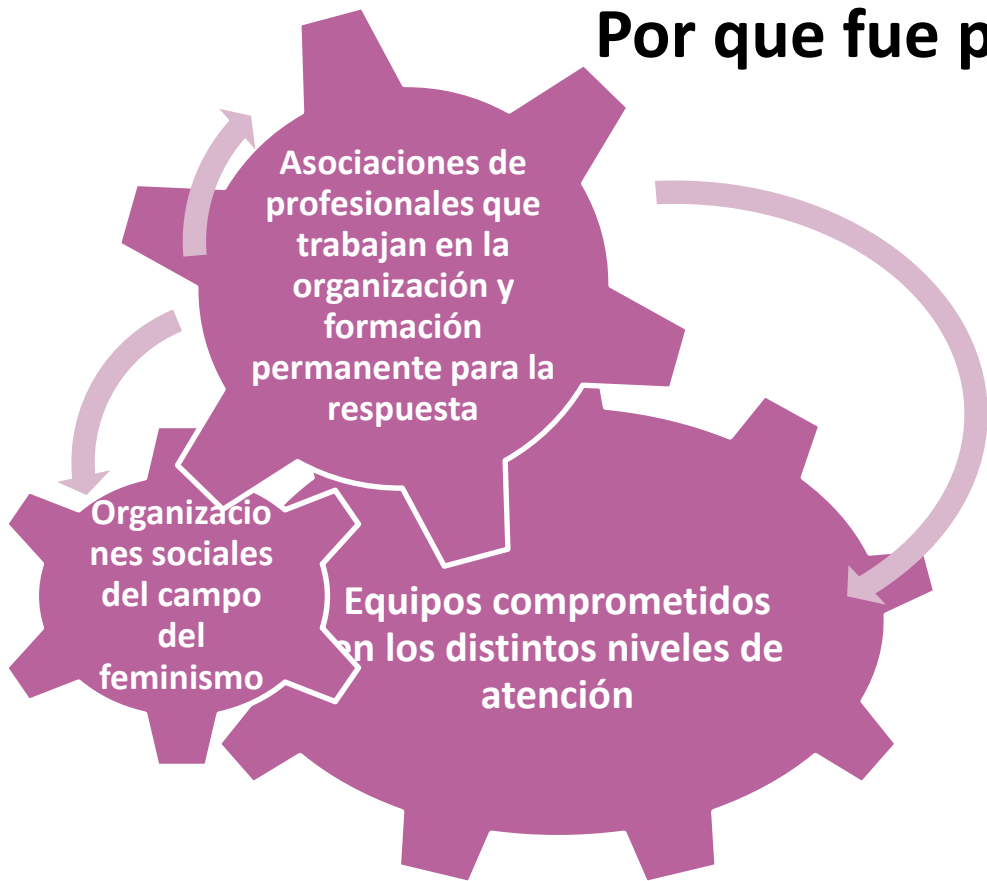 Por que fue p
Asociaciones de
profesionales que
trabajan en la
organización y
formación
permanente para la
respuesta
Organizacio
nes sociales
del campo
del
feminismo
Equipos comprometidos
en los distintos niveles de
atención